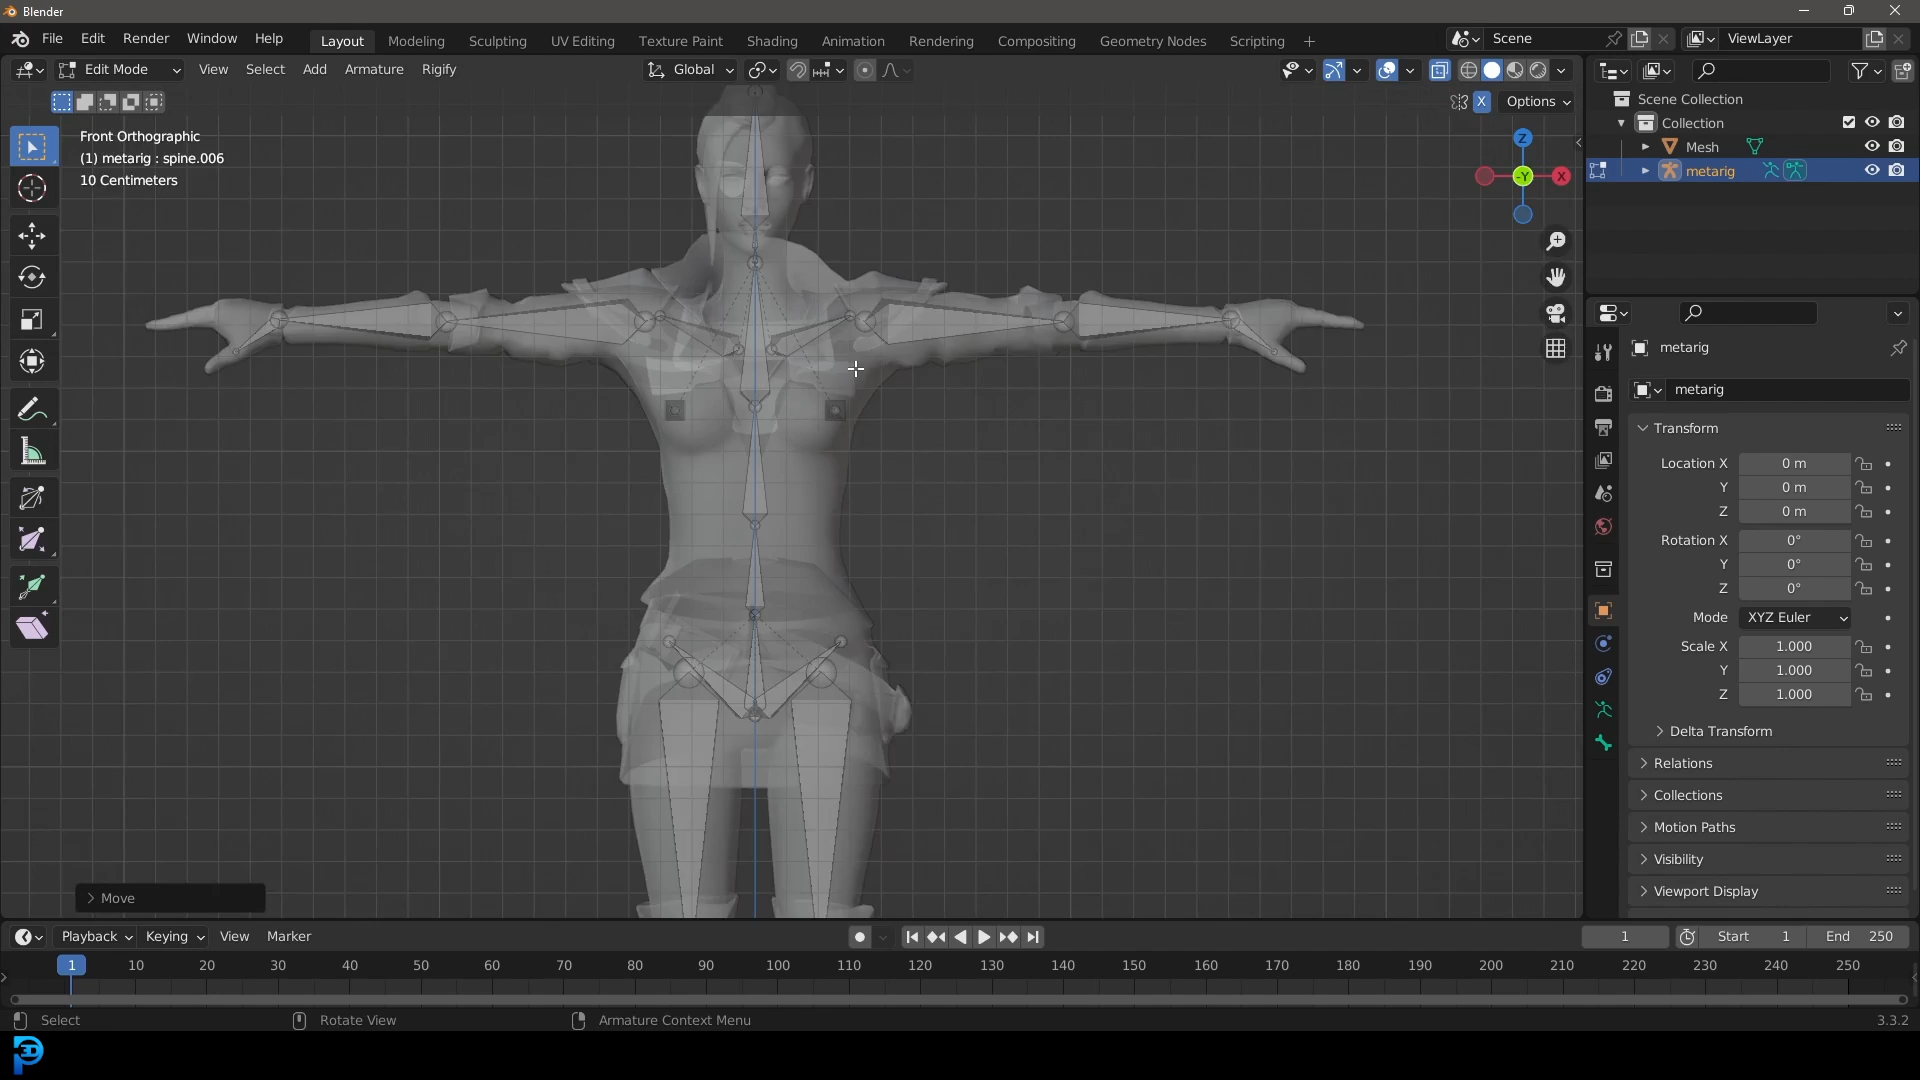 Blender
File Edit Render Window Help
Layout Modeling Sculpting UV Editing Texture Paint Shading Animation Rendering Compositing Geometry Nodes Scripting +
Scene
ViewLayer
Edit Mode View Select Add Armature Rigify
Global
X Options
Front Orthographic
(1) metarig : spine.006
10 Centimeters
Z
-Y
X
Scene Collection
Collection
Mesh
metarig
metarig
metarig
Transform
Location X 0 m
Y 0 m
Z 0 m
Rotation X 0°
Y 0°
Z 0°
Mode XYZ Euler
Scale X 1.000
Y 1.000
Z 1.000
Delta Transform
Relations
Collections
Motion Paths
Visibility
Viewport Display
Move
Playback Keying View Marker
1 Start 1 End 250
1 10 20 30 40 50 60 70 80 90 100 110 120 130 140 150 160 170 180 190 200 210 220 230 240 250
Select Rotate View Armature Context Menu 3.3.2